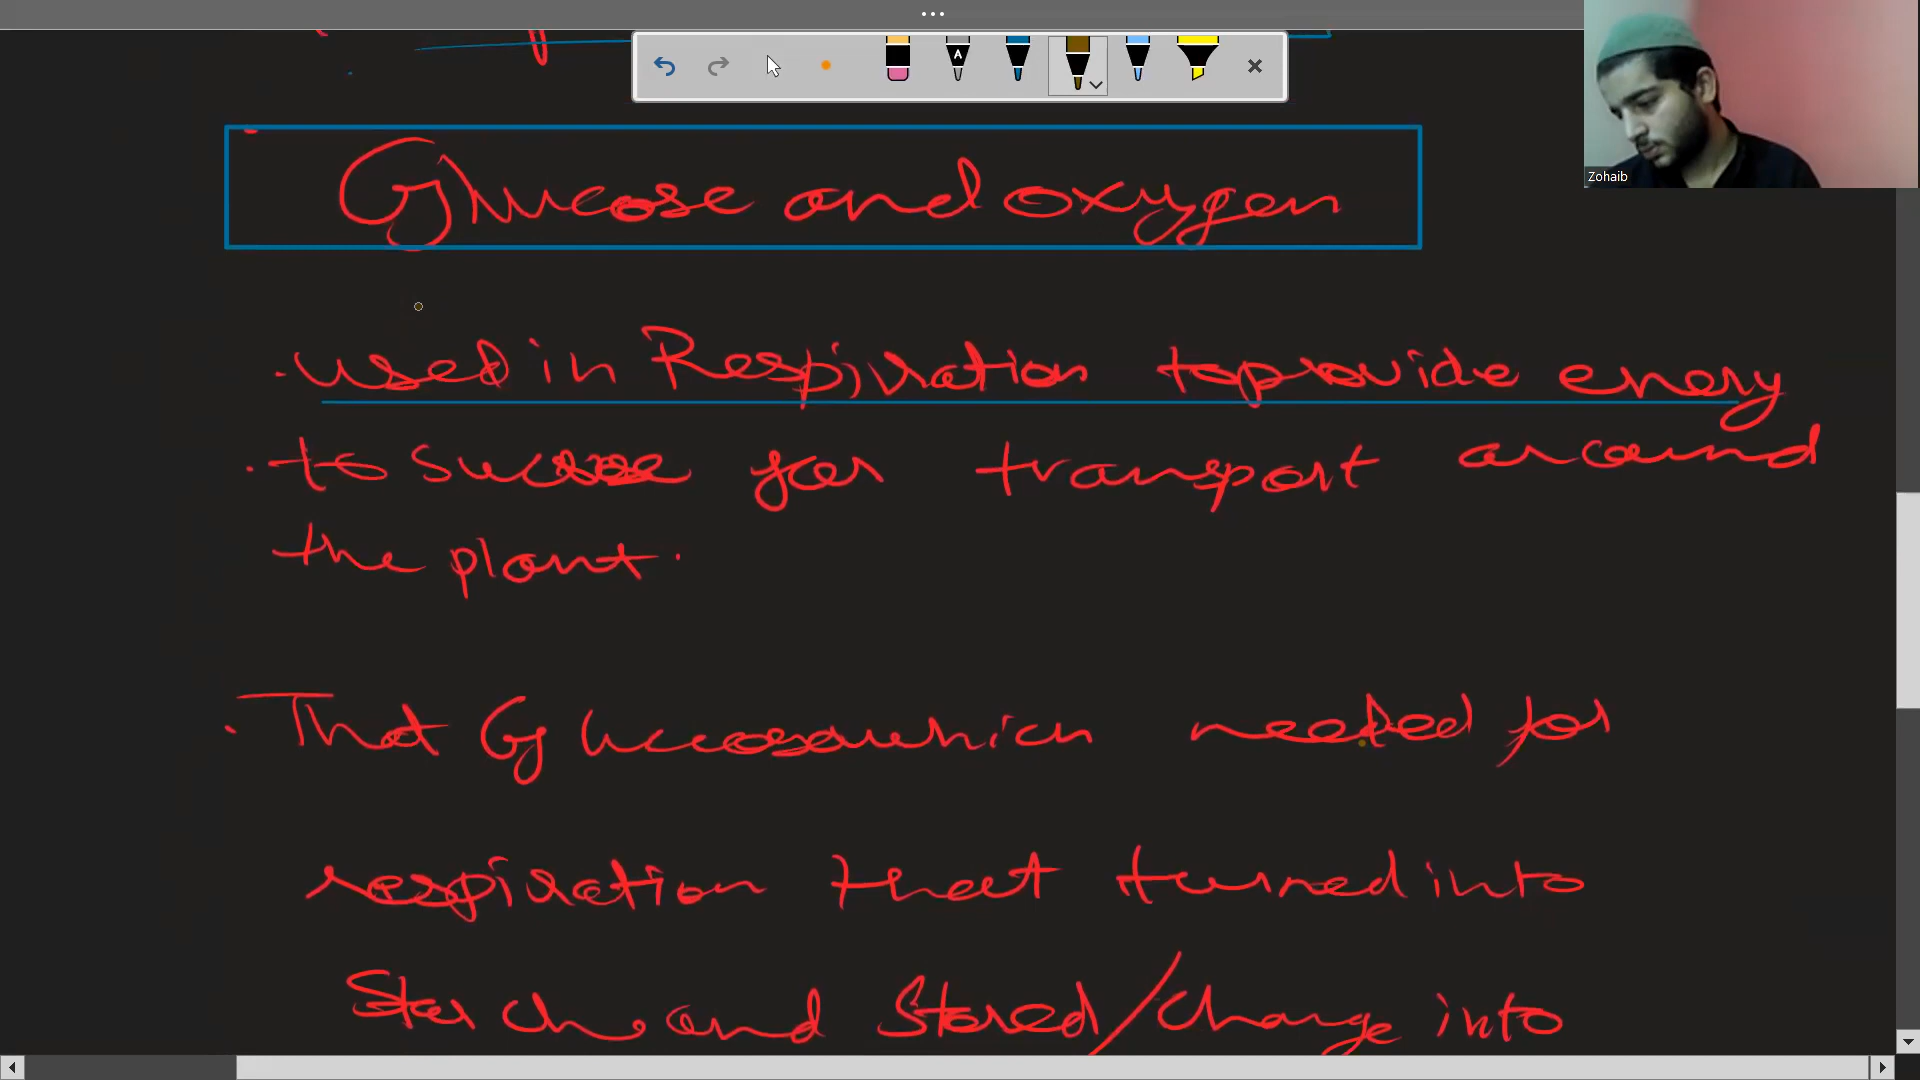 Zohaib
Glucose and oxygen
. used in Respiration to provide enery
. to sucrose for transport around
the plant.
. That Glucose which needed for
respiration that turned into
Starch and Stored/change into